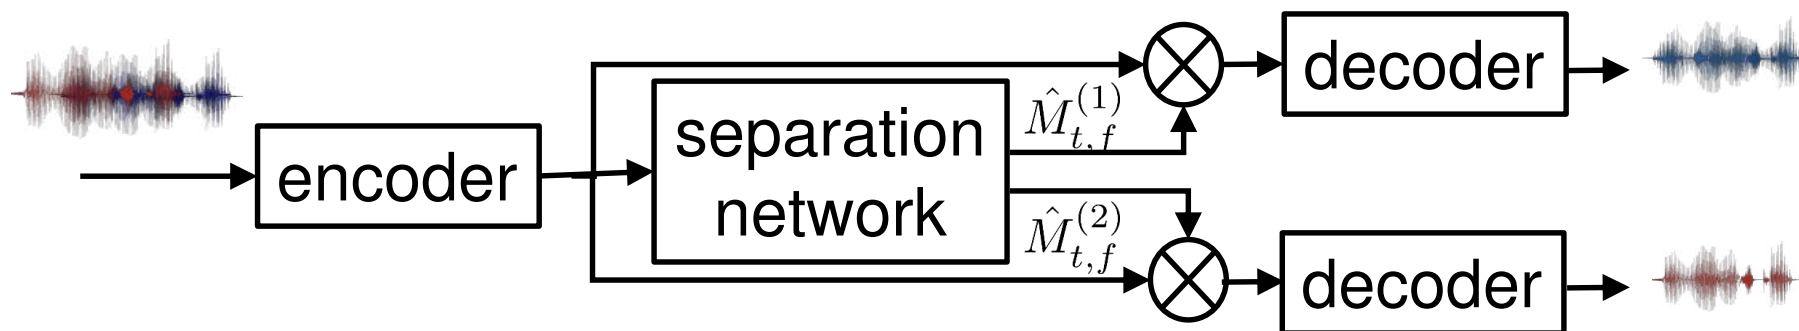 decoder
M̂_{t,f}^{(1)}
separation
network
encoder
M̂_{t,f}^{(2)}
decoder